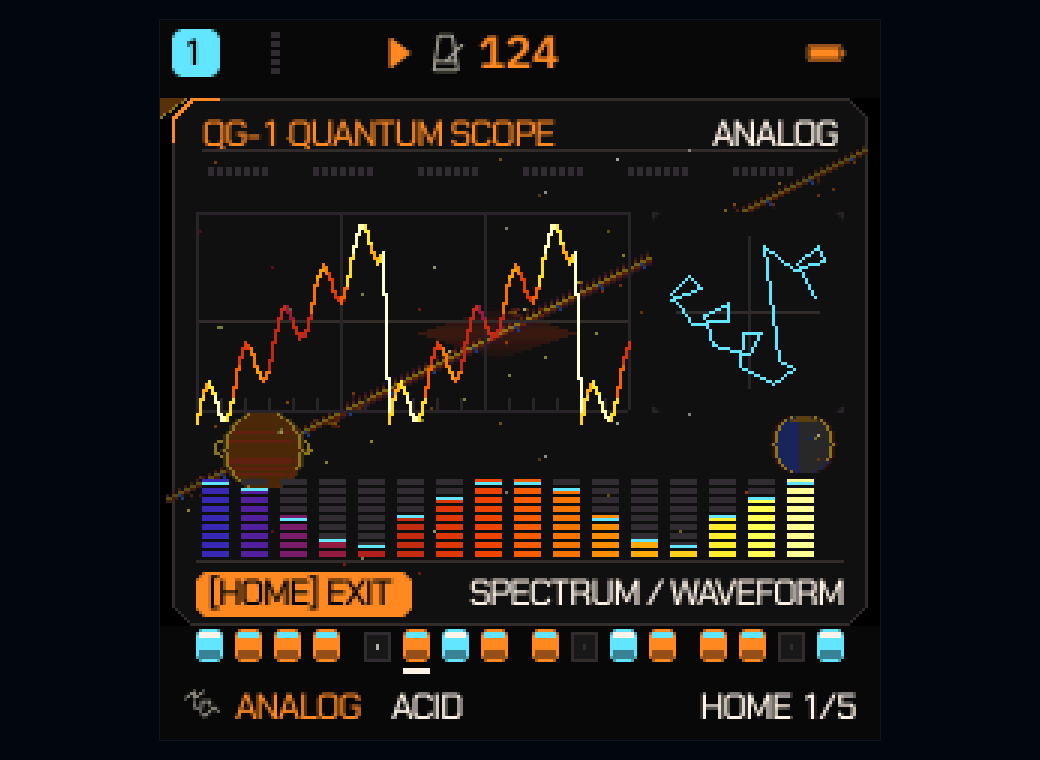 1 124
QG-1 QUANTUM SCOPE ANALOG
[HOME] EXIT SPECTRUM / WAVEFORM
ANALOG ACID HOME 1/5